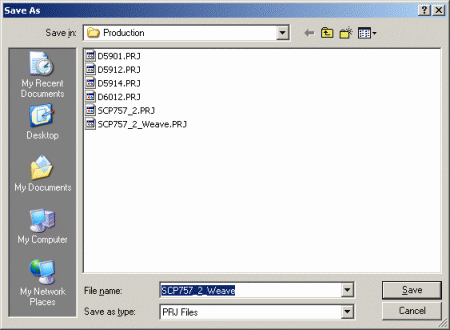 Save As
Save in:
Production
D5901.PRJ
D5912.PRJ
D5914.PRJ
D6012.PRJ
SCP757_2.PRJ
SCP757_2_Weave.PRJ
My Recent
Documents
Desktop
My Documents
My Computer
My Network
Places
File name:
SCP757_2_Weave
Save
Save as type:
PRJ Files
Cancel